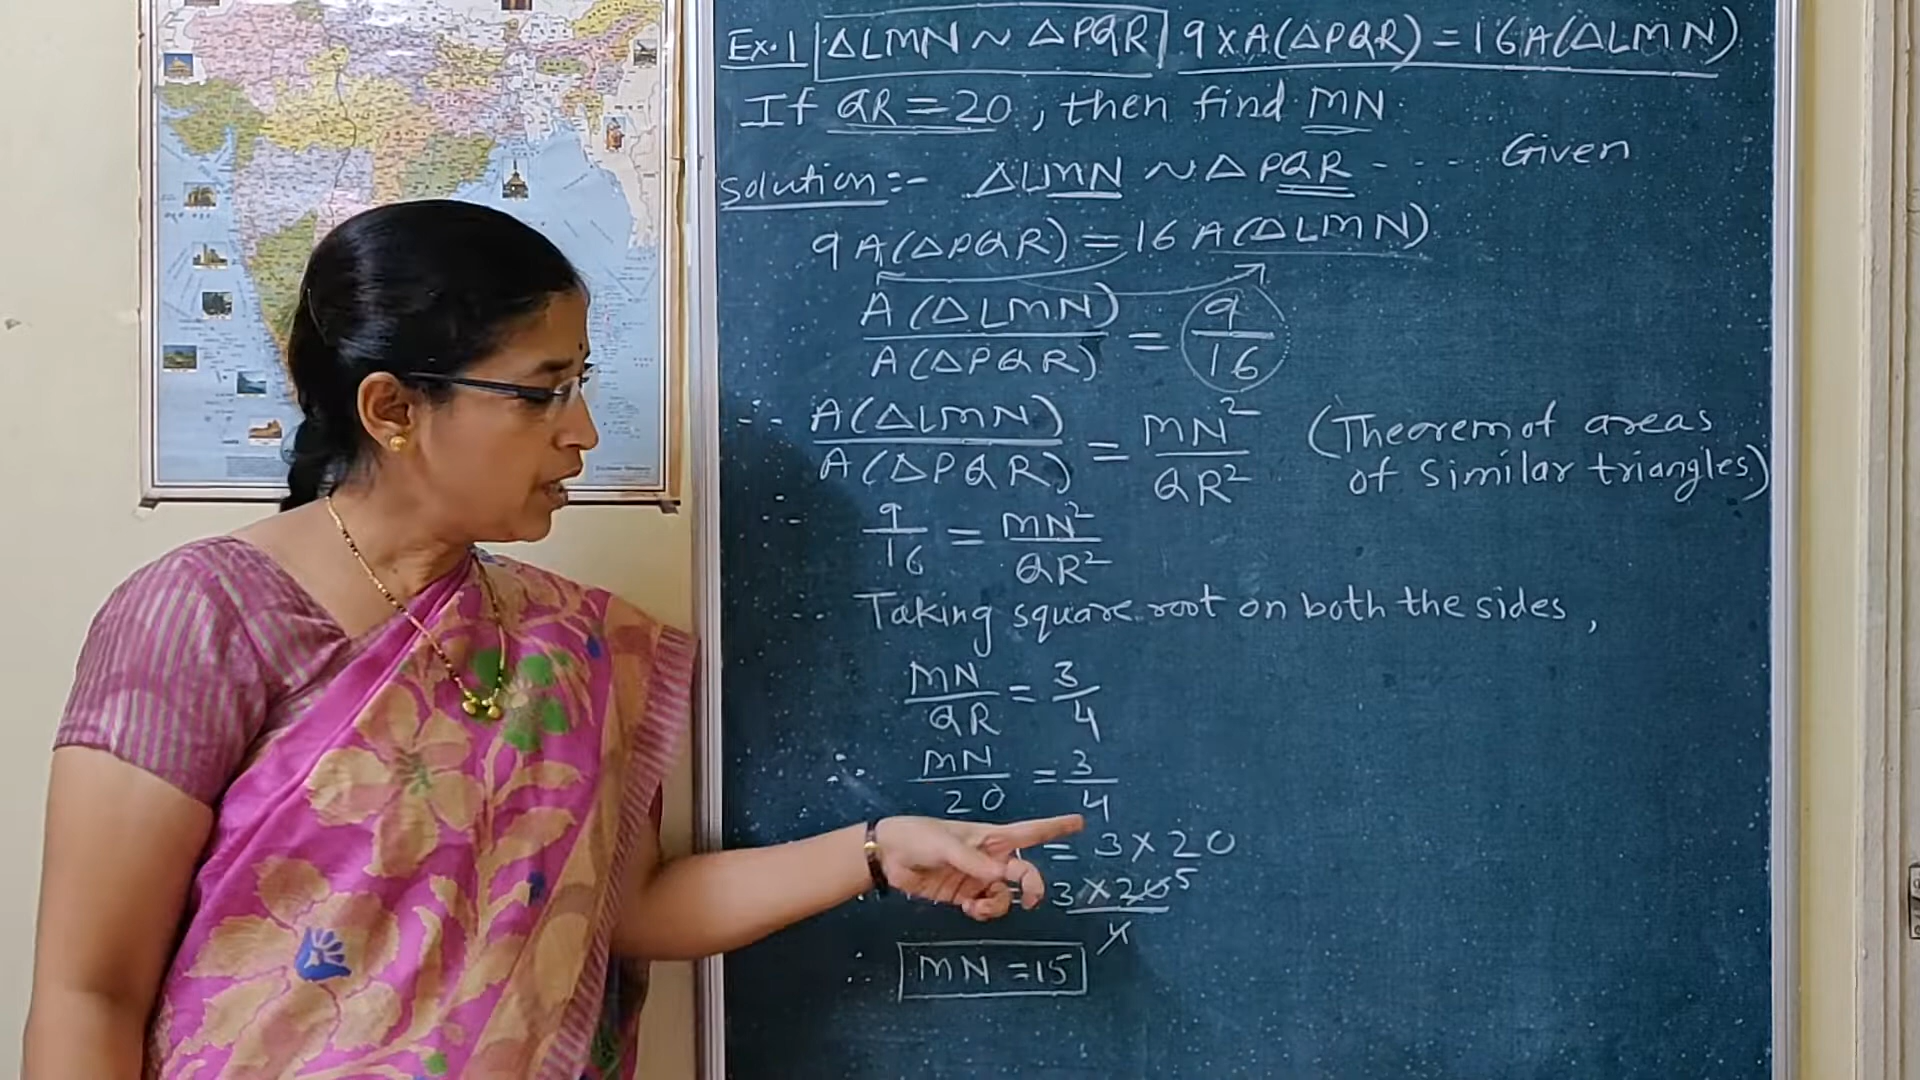 Ex.1 ΔLMN ~ ΔPQR 9×A(ΔPQR) = 16A(ΔLMN)
If QR = 20, then find MN.
Solution:- ΔLMN ~ ΔPQR - - - - Given
9A(ΔPQR) = 16 A(ΔLMN)
A(ΔLMN)/A(ΔPQR) = 9/16
∴ A(ΔLMN)/A(ΔPQR) = MN²/QR² (Theorem of areas
of similar triangles)
∴ 9/16 = MN²/QR²
∴ Taking square root on both the sides,
MN/QR = 3/4
∴ MN/20 = 3/4
= 3×20
= 3×20/4 5
∴ MN = 15